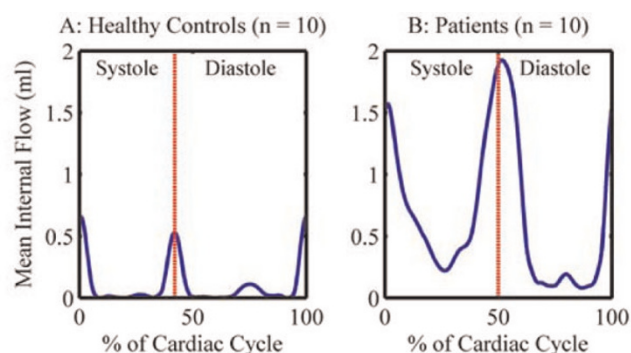 A: Healthy Controls (n = 10)
B: Patients (n = 10)
Mean Internal Flow (ml)
2
1.5
1
0.5
0
Systole
Diastole
0
50
100
% of Cardiac Cycle
2
1.5
1
0.5
0
Systole
Diastole
0
50
100
% of Cardiac Cycle